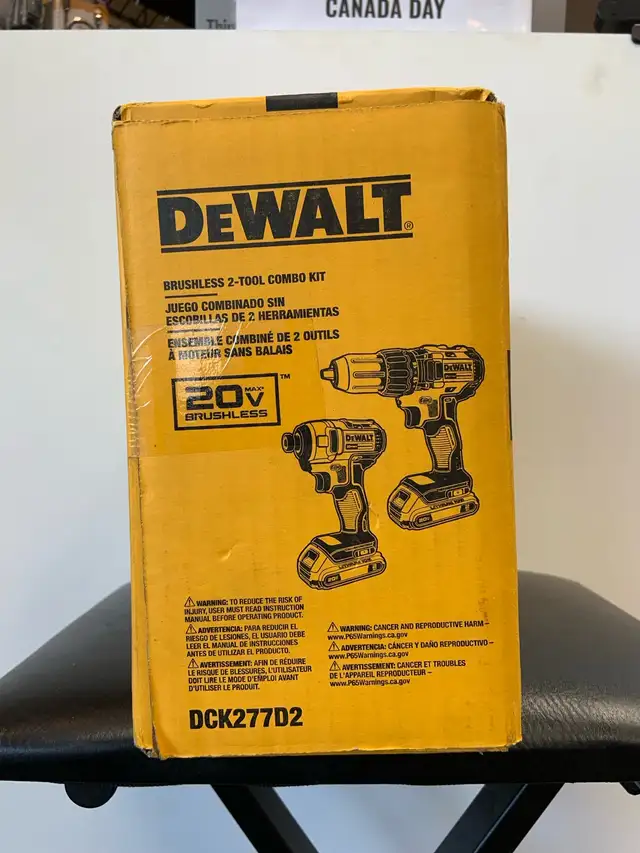 CANADA DAY
DEWALT®
BRUSHLESS 2-TOOL COMBO KIT
JUEGO COMBINADO SIN
ESCOBILLAS DE 2 HERRAMIENTAS
ENSEMBLE COMBINÉ DE 2 OUTILS
À MOTEUR SANS BALAIS
20V MAX* ™
BRUSHLESS
DEWALT
DEWALT
20V
⚠ WARNING: TO REDUCE THE RISK OF
INJURY, USER MUST READ INSTRUCTION
MANUAL BEFORE OPERATING PRODUCT.
⚠ ADVERTENCIA: PARA REDUCIR EL
RIESGO DE LESIONES, EL USUARIO DEBE
LEER EL MANUAL DE INSTRUCCIONES
ANTES DE UTILIZAR EL PRODUCTO.
⚠ AVERTISSEMENT: AFIN DE RÉDUIRE
LE RISQUE DE BLESSURES, L'UTILISATEUR
DOIT LIRE LE MODE D'EMPLOI AVANT
D'UTILISER LE PRODUIT.
⚠ WARNING: CANCER AND REPRODUCTIVE HARM –
www.P65Warnings.ca.gov
⚠ ADVERTENCIA: CÁNCER Y DAÑO REPRODUCTIVO –
www.P65Warnings.ca.gov
⚠ AVERTISSEMENT: CANCER ET TROUBLES
DE L'APPAREIL REPRODUCTEUR –
www.P65Warnings.ca.gov
DCK277D2